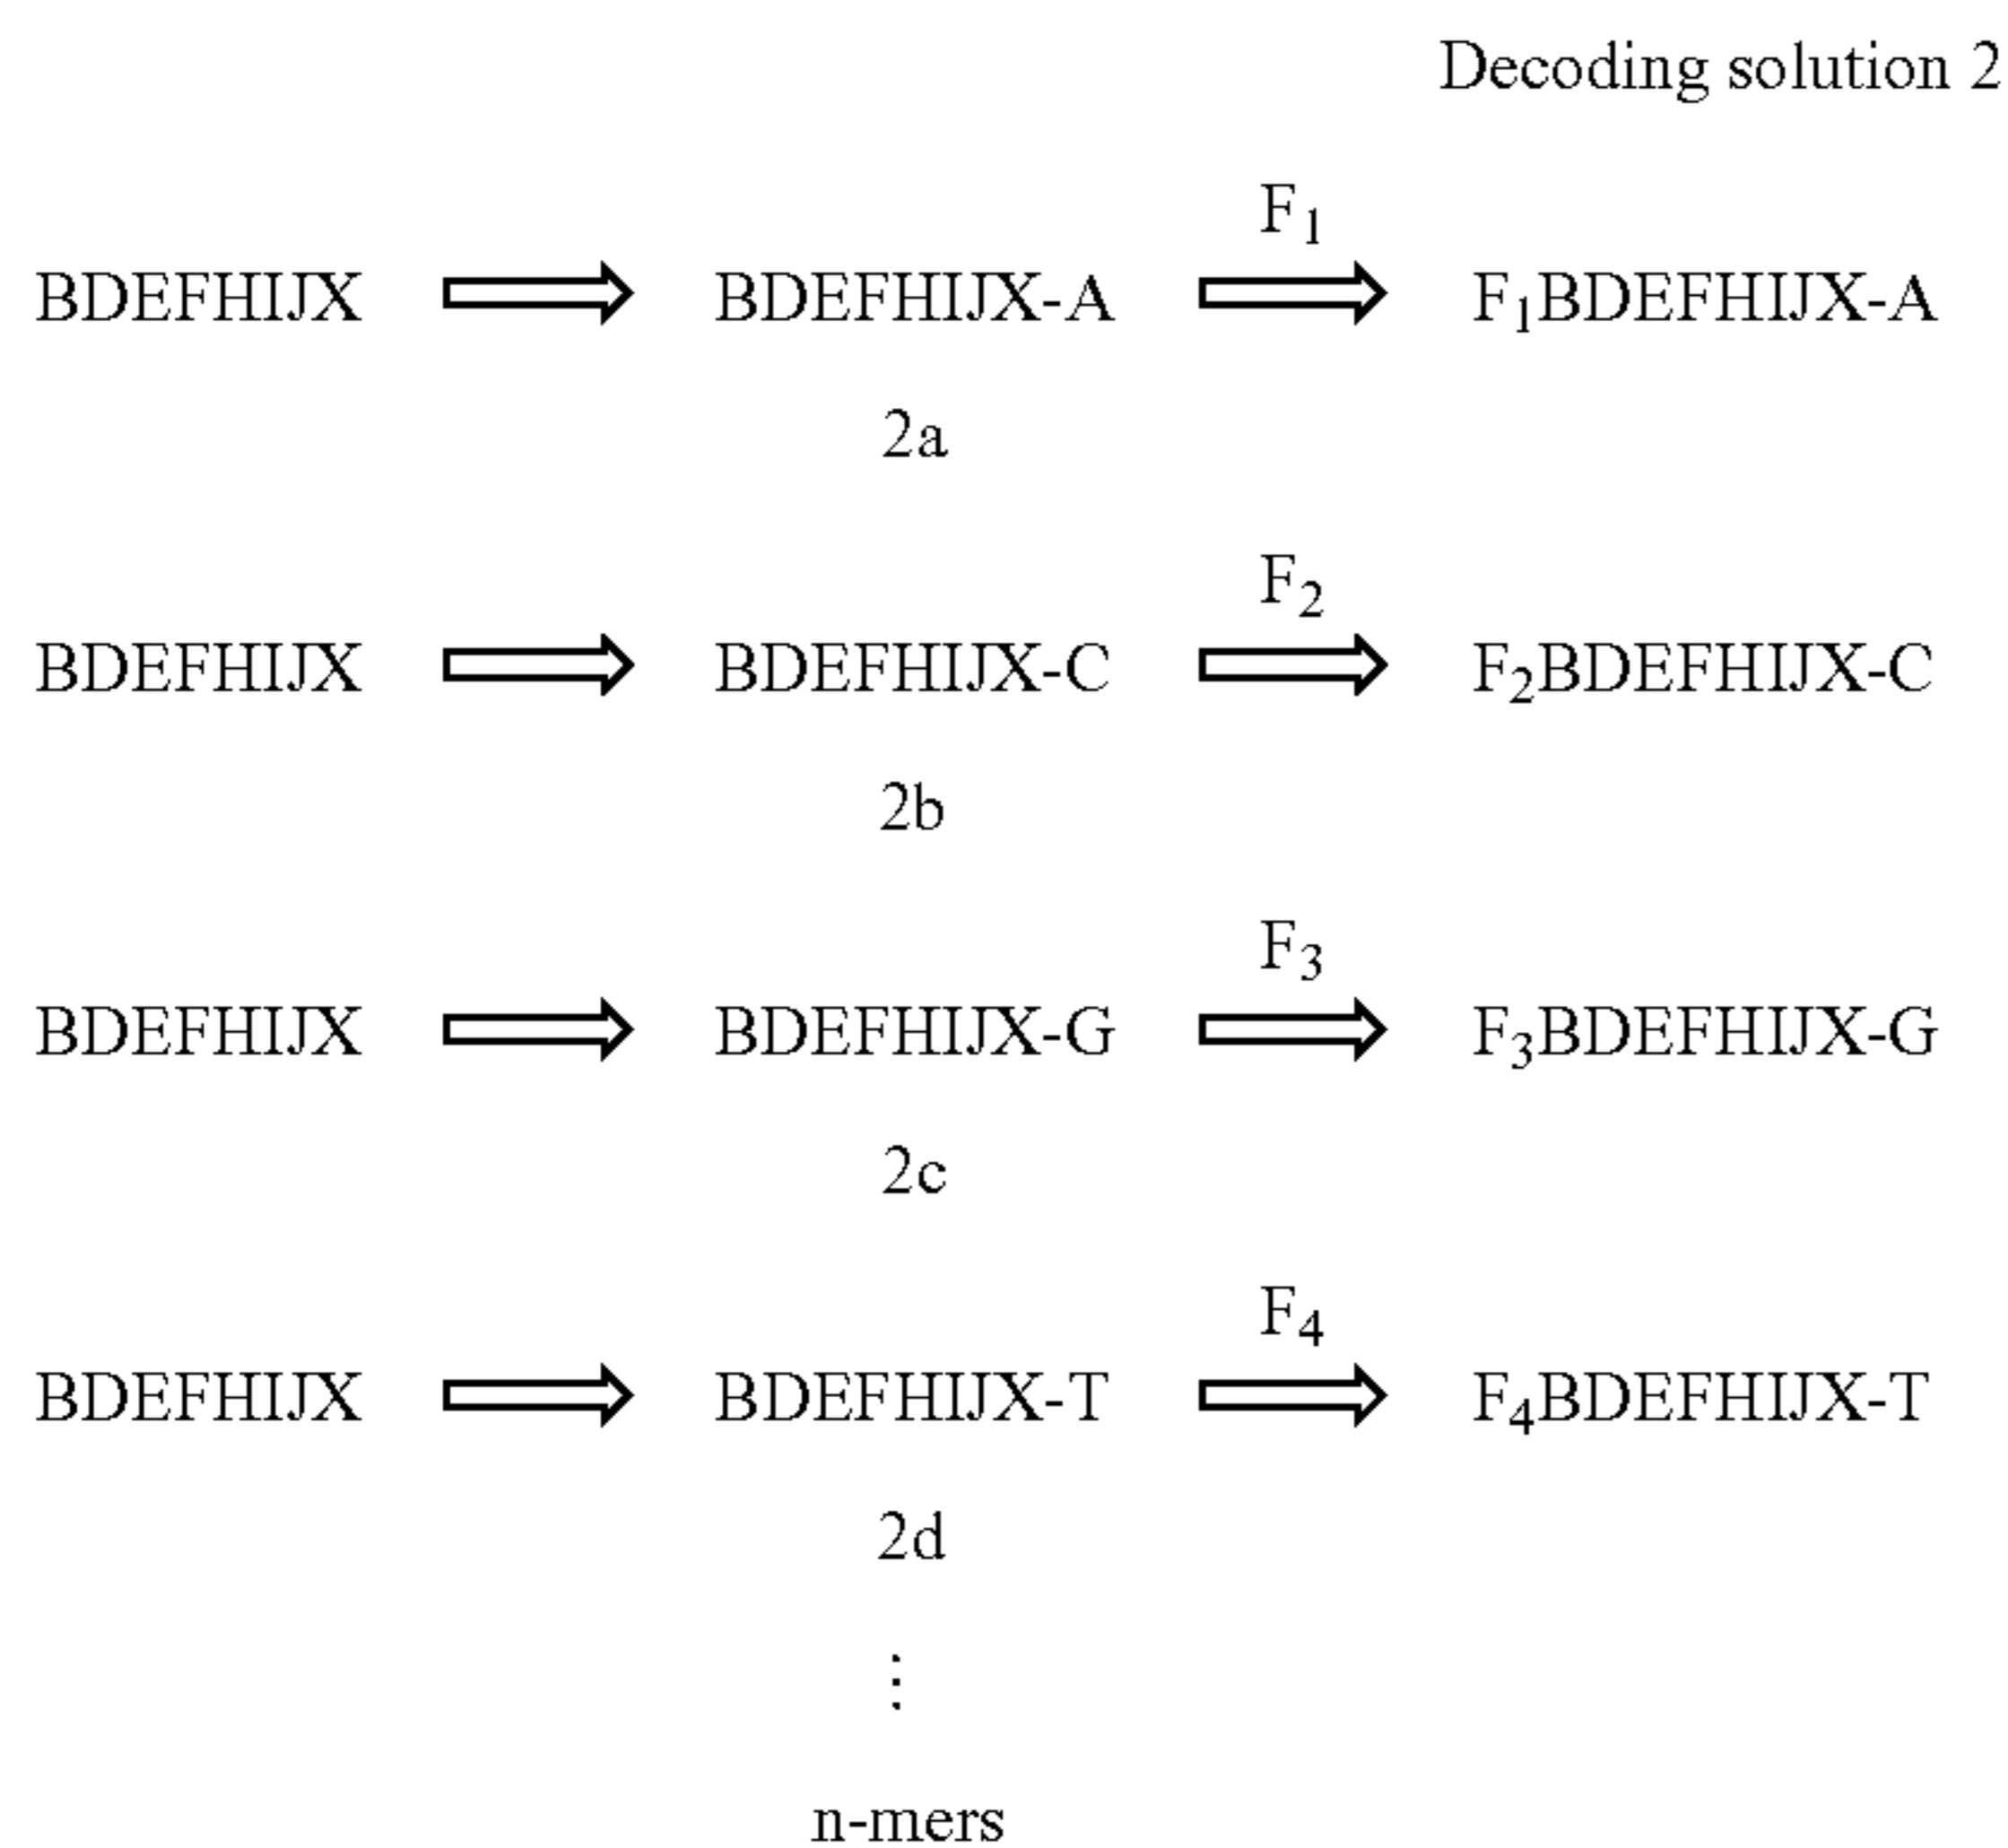 Decoding solution 2
F₁
BDEFHIJX BDEFHIJX-A F₁BDEFHIJX-A
2a
F₂
BDEFHIJX BDEFHIJX-C F₂BDEFHIJX-C
2b
F₃
BDEFHIJX BDEFHIJX-G F₃BDEFHIJX-G
2c
F₄
BDEFHIJX BDEFHIJX-T F₄BDEFHIJX-T
2d
⋮
n-mers